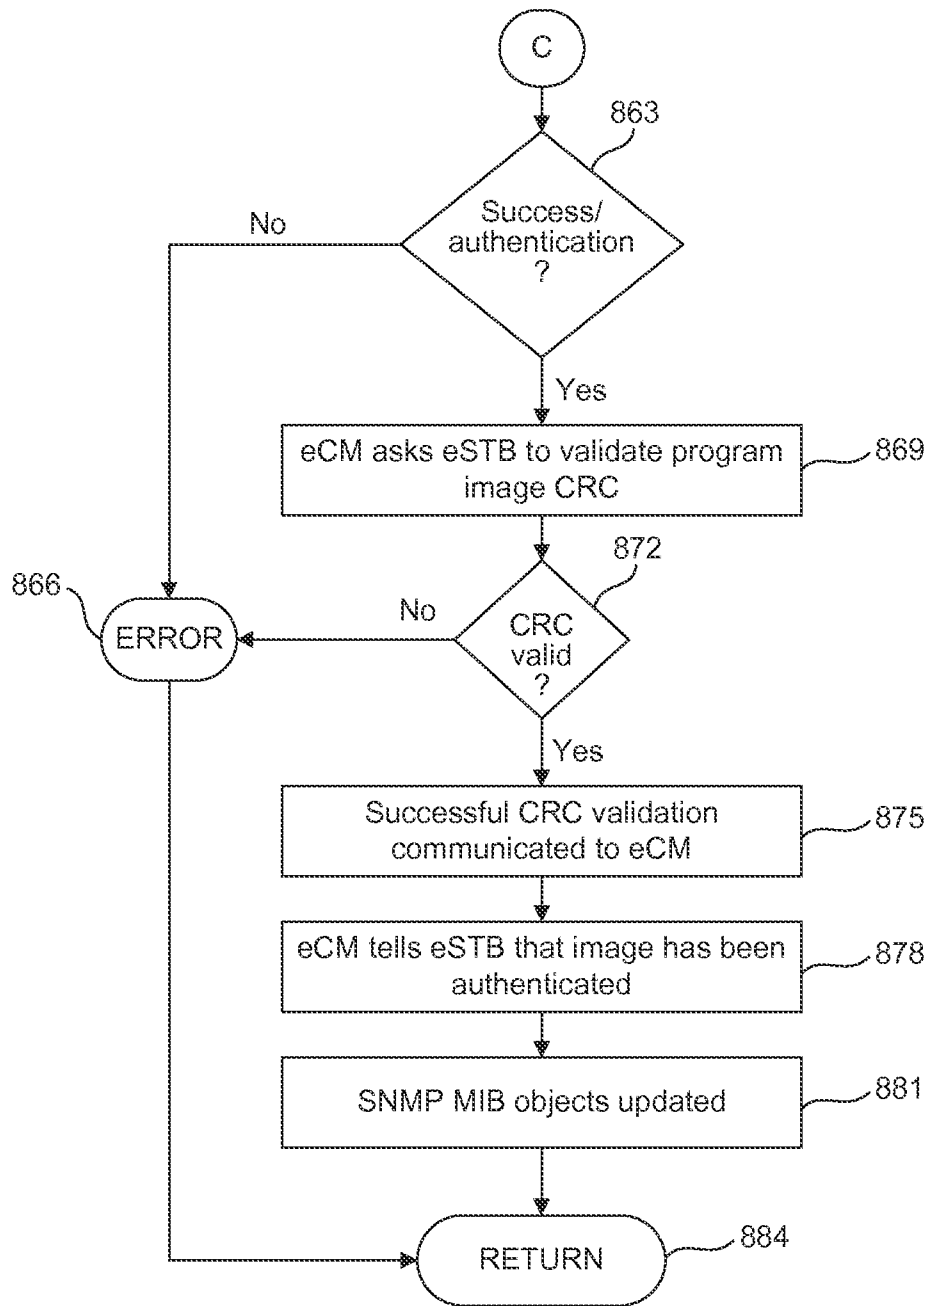 C
863
Success/
authentication
?
No
Yes
eCM asks eSTB to validate program
image CRC
869
872
866
ERROR
No
CRC
valid
?
Yes
Successful CRC validation
communicated to eCM
875
eCM tells eSTB that image has been
authenticated
878
SNMP MIB objects updated
881
RETURN
884